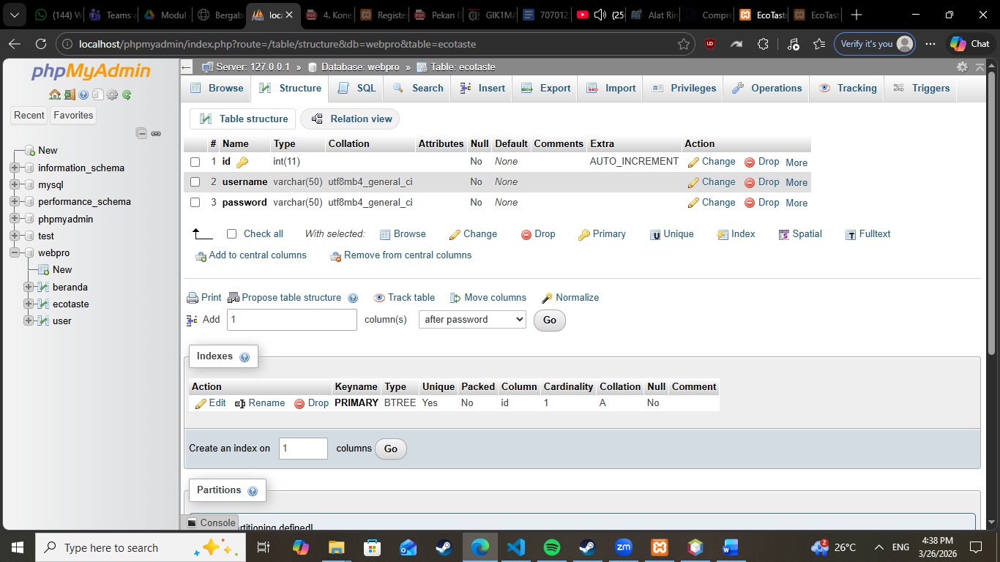 (144) W
Teams a
Modul
Bergabu
loca
4. Kone
Registe
Pekan 0
GIK1MA
707012
(25
Alat Rin
Compre
EcoTast
EcoTast
localhost/phpmyadmin/index.php?route=/table/structure&db=webpro&table=ecotaste
Verify it's you
Chat
phpMyAdmin
Recent
Favorites
New
information_schema
mysql
performance_schema
phpmyadmin
test
webpro
New
beranda
ecotaste
user
Server: 127.0.0.1 » Database: webpro » Table: ecotaste
Browse Structure SQL Search Insert Export Import Privileges Operations Tracking Triggers
Table structure Relation view
# Name Type Collation Attributes Null Default Comments Extra Action
1 id int(11) No None AUTO_INCREMENT Change Drop More
2 username varchar(50) utf8mb4_general_ci No None Change Drop More
3 password varchar(50) utf8mb4_general_ci No None Change Drop More
Check all With selected: Browse Change Drop Primary Unique Index Spatial Fulltext
Add to central columns Remove from central columns
Print Propose table structure Track table Move columns Normalize
Add 1 column(s) after password Go
Indexes
Action Keyname Type Unique Packed Column Cardinality Collation Null Comment
Edit Rename Drop PRIMARY BTREE Yes No id 1 A No
Create an index on 1 columns Go
Partitions
Console
rtitioning defined!
Type here to search
26°C
ENG
4:38 PM
3/26/2026